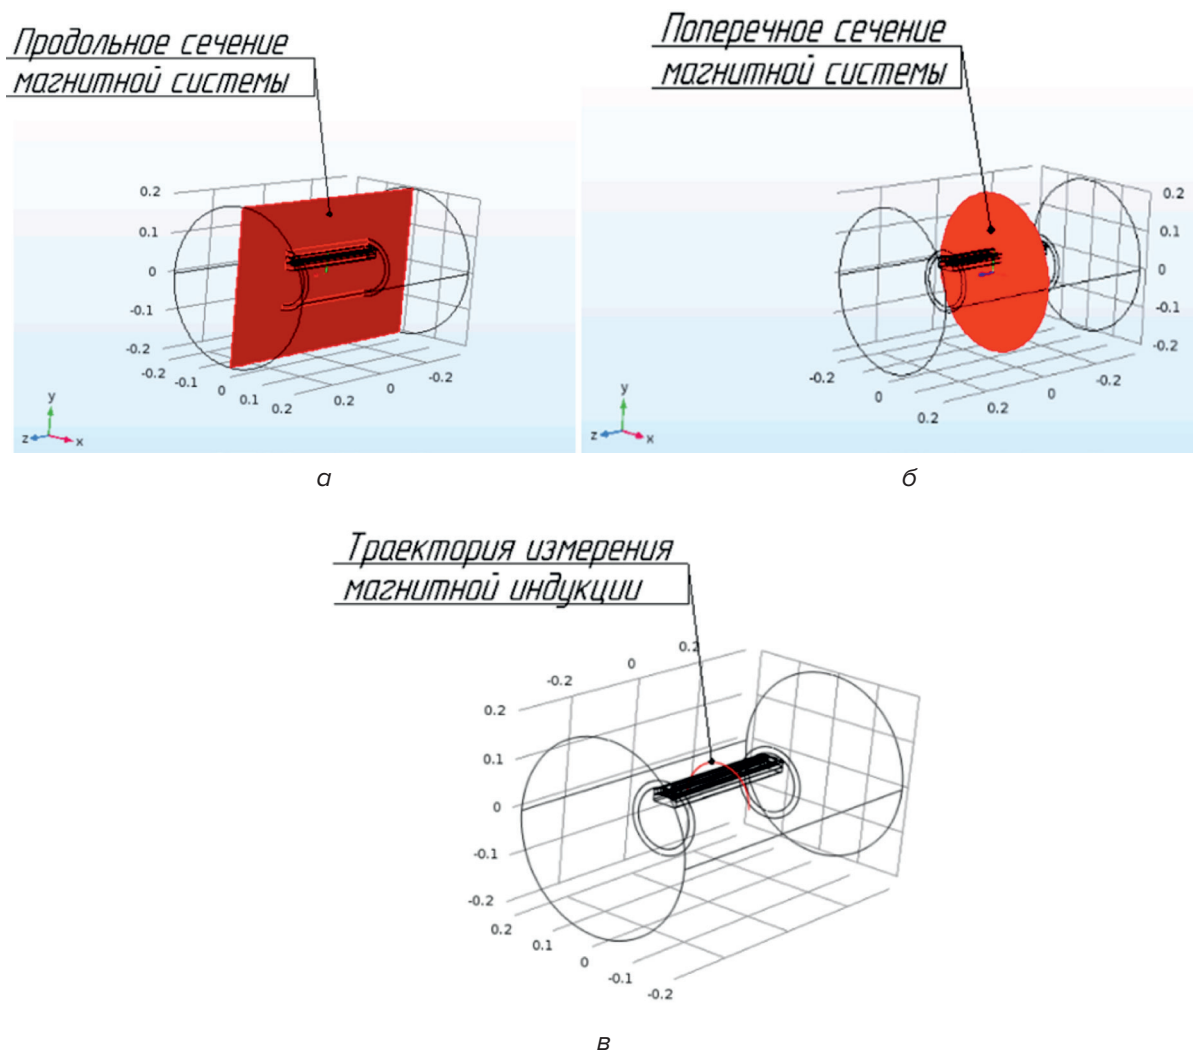 Продольное сечение
магнитной системы
0.2
0.1
0
-0.1
-0.2
-0.2
-0.1
0
0.1
0.2
0.2
0
-0.2
y
z
x
а
Поперечное сечение
магнитной системы
0.2
0.1
0
-0.1
-0.2
-0.2
0
0.2
0.2
0
-0.2
y
z
x
б
Траектория измерения
магнитной индукции
0.2
0
-0.2
0.2
0.1
0
-0.1
-0.2
0.2
0.1
0
-0.1
-0.2
в